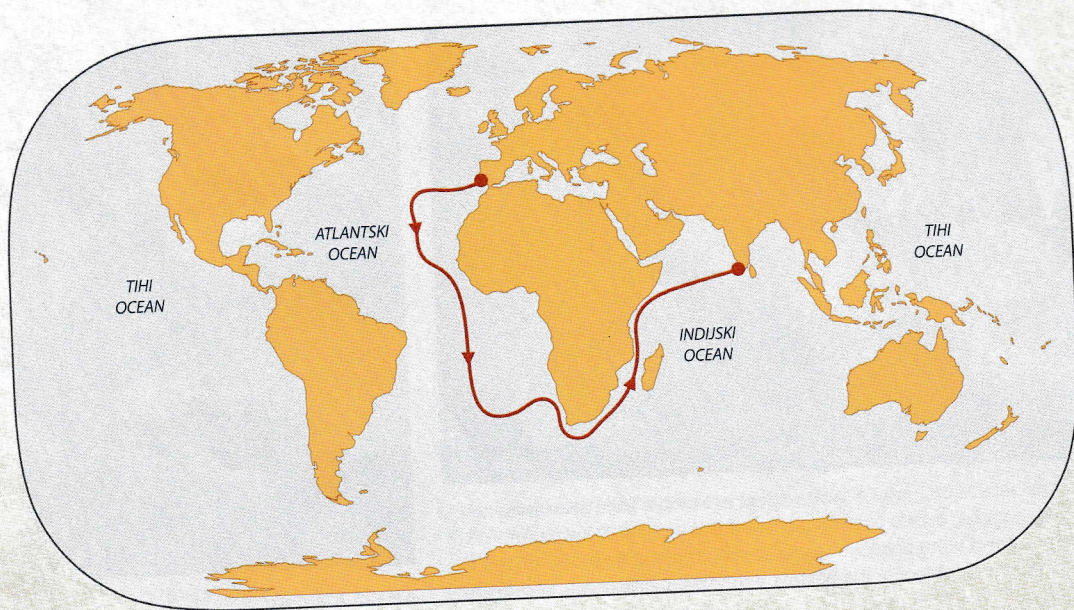 ATLANTSKI
OCEAN
TIHI
OCEAN
TIHI
OCEAN
INDIJSKI
OCEAN